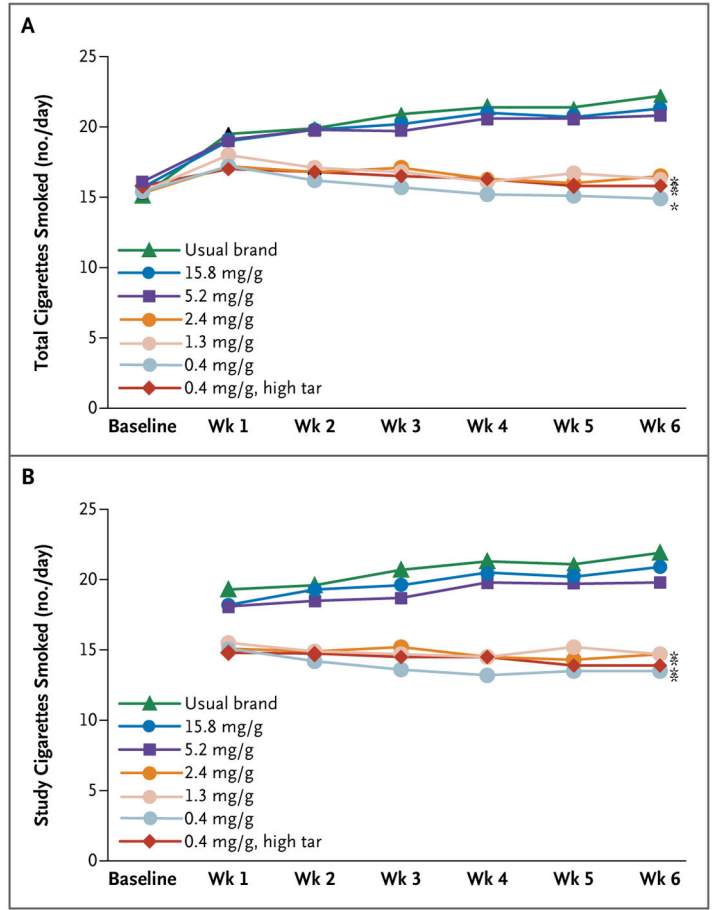 A
Total Cigarettes Smoked (no./day)
25
20
15
10
5
0
*
*
*
*
Usual brand
15.8 mg/g
5.2 mg/g
2.4 mg/g
1.3 mg/g
0.4 mg/g
0.4 mg/g, high tar
Baseline Wk 1 Wk 2 Wk 3 Wk 4 Wk 5 Wk 6
B
Study Cigarettes Smoked (no./day)
25
20
15
10
5
0
*
*
*
*
Usual brand
15.8 mg/g
5.2 mg/g
2.4 mg/g
1.3 mg/g
0.4 mg/g
0.4 mg/g, high tar
Baseline Wk 1 Wk 2 Wk 3 Wk 4 Wk 5 Wk 6